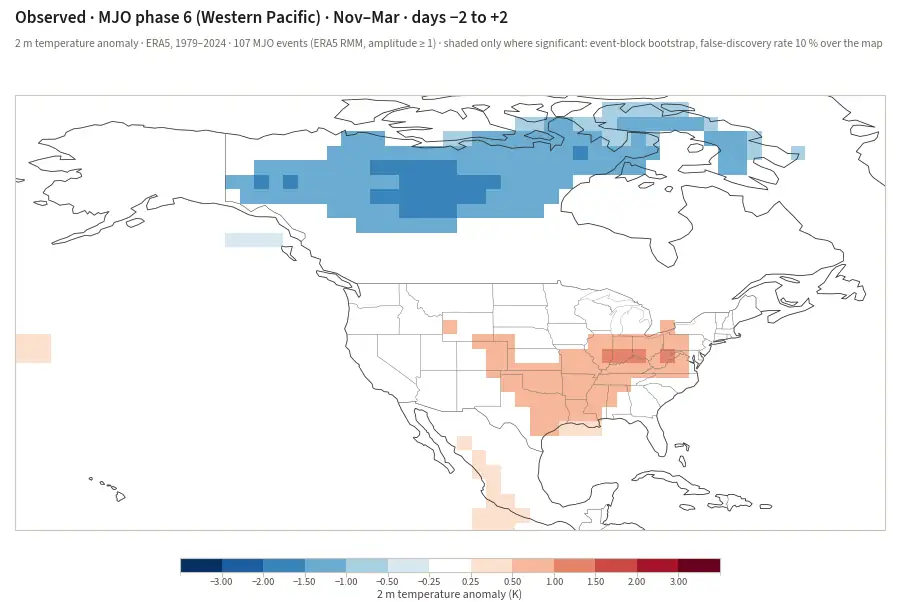 Observed · MJO phase 6 (Western Pacific) · Nov–Mar · days −2 to +2
2 m temperature anomaly · ERA5, 1979–2024 · 107 MJO events (ERA5 RMM, amplitude ≥ 1) · shaded only where significant: event-block bootstrap, false-discovery rate 10 % over the map
−3.00 −2.00 −1.50 −1.00 −0.50 −0.25 0.25 0.50 1.00 1.50 2.00 3.00
2 m temperature anomaly (K)